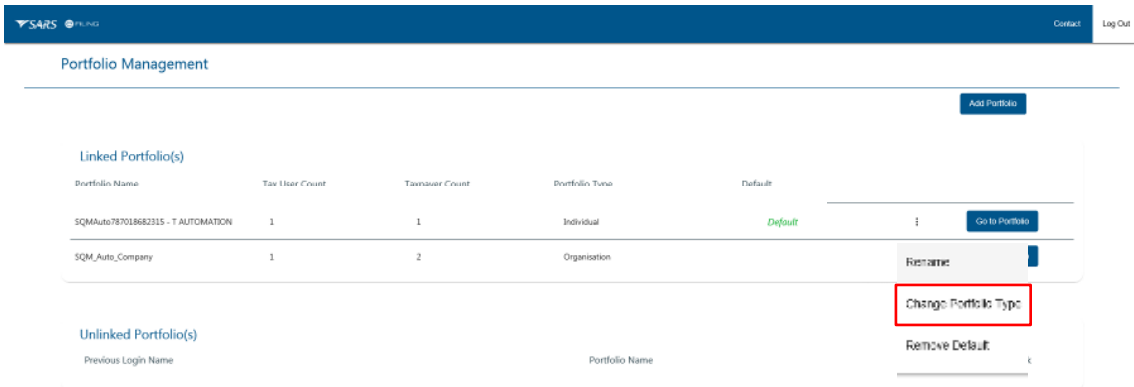 SARS eFILING Contact Log Out
Portfolio Management
Add Portfolio
Linked Portfolio(s)
Portfolio Name Tax User Count Taxpayer Count Portfolio Type Default
SQMAuto787018682315 - T AUTOMATION 1 1 Individual Default Go to Portfolio
SQM_Auto_Company 1 2 Organisation
Rename
Change Portfolio Type
Unlinked Portfolio(s)
Remove Default
Previous Login Name Portfolio Name